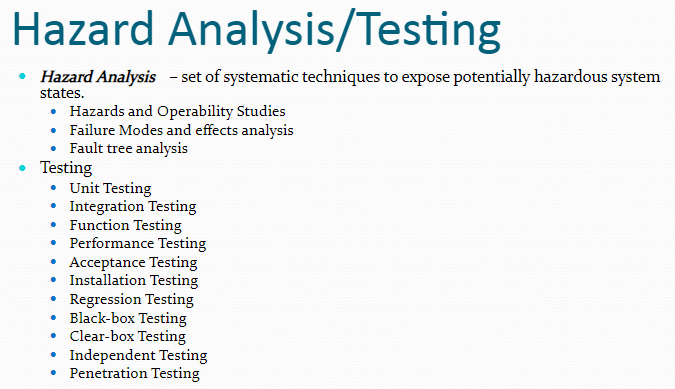 Hazard Analysis/Testing
• Hazard Analysis – set of systematic techniques to expose potentially hazardous system
states.
• Hazards and Operability Studies
• Failure Modes and effects analysis
• Fault tree analysis
• Testing
• Unit Testing
• Integration Testing
• Function Testing
• Performance Testing
• Acceptance Testing
• Installation Testing
• Regression Testing
• Black-box Testing
• Clear-box Testing
• Independent Testing
• Penetration Testing